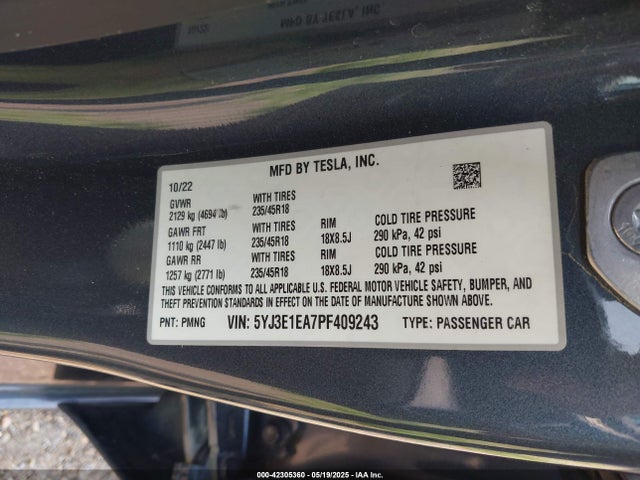 MFD BY TESLA, INC.
10/22
GVWR WITH TIRES
2129 kg (4694 lb) 235/45R18
GAWR FRT WITH TIRES RIM COLD TIRE PRESSURE
1110 kg (2447 lb) 235/45R18 18X8.5J 290 kPa, 42 psi
GAWR RR WITH TIRES RIM COLD TIRE PRESSURE
1257 kg (2771 lb) 235/45R18 18X8.5J 290 kPa, 42 psi
THIS VEHICLE CONFORMS TO ALL APPLICABLE U.S. FEDERAL MOTOR VEHICLE SAFETY, BUMPER, AND
THEFT PREVENTION STANDARDS IN EFFECT ON THE DATE OF MANUFACTURE SHOWN ABOVE.
PNT: PMNG VIN: 5YJ3E1EA7PF409243 TYPE: PASSENGER CAR
000-42305360 - 05/19/2025 - IAA Inc.